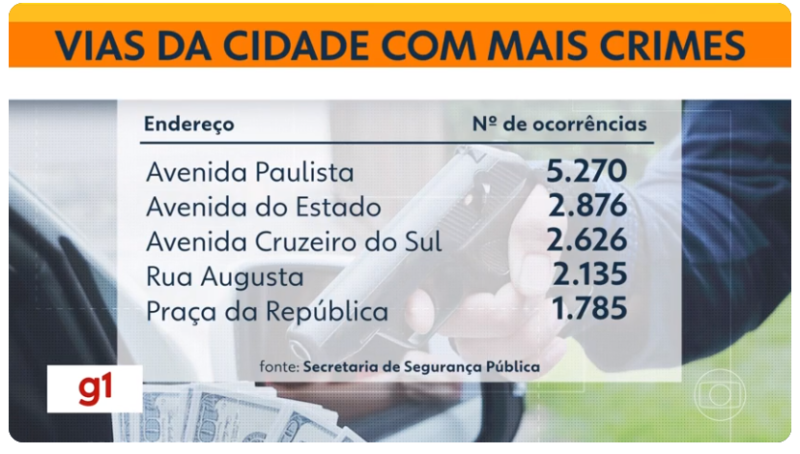 VIAS DA CIDADE COM MAIS CRIMES
Endereço Nº de ocorrências
Avenida Paulista 5.270
Avenida do Estado 2.876
Avenida Cruzeiro do Sul 2.626
Rua Augusta 2.135
Praça da República 1.785
fonte: Secretaria de Segurança Pública
g1